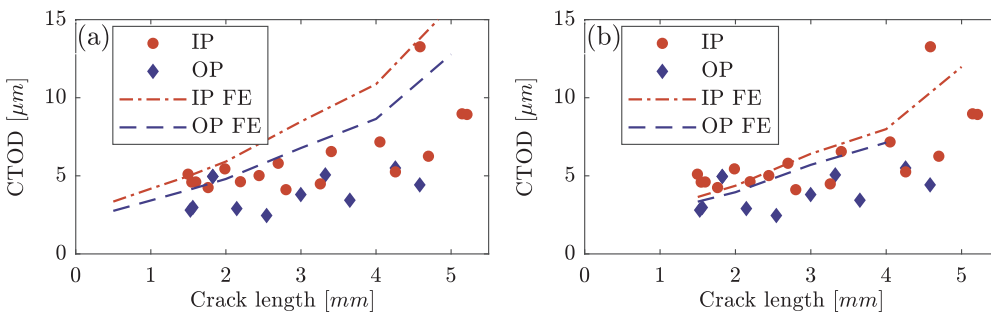 (a)
IP
OP
IP FE
OP FE
15
10
5
0
CTOD [μm]
0 1 2 3 4 5
Crack length [mm]
(b)
IP
OP
IP FE
OP FE
15
10
5
0
CTOD [μm]
0 1 2 3 4 5
Crack length [mm]